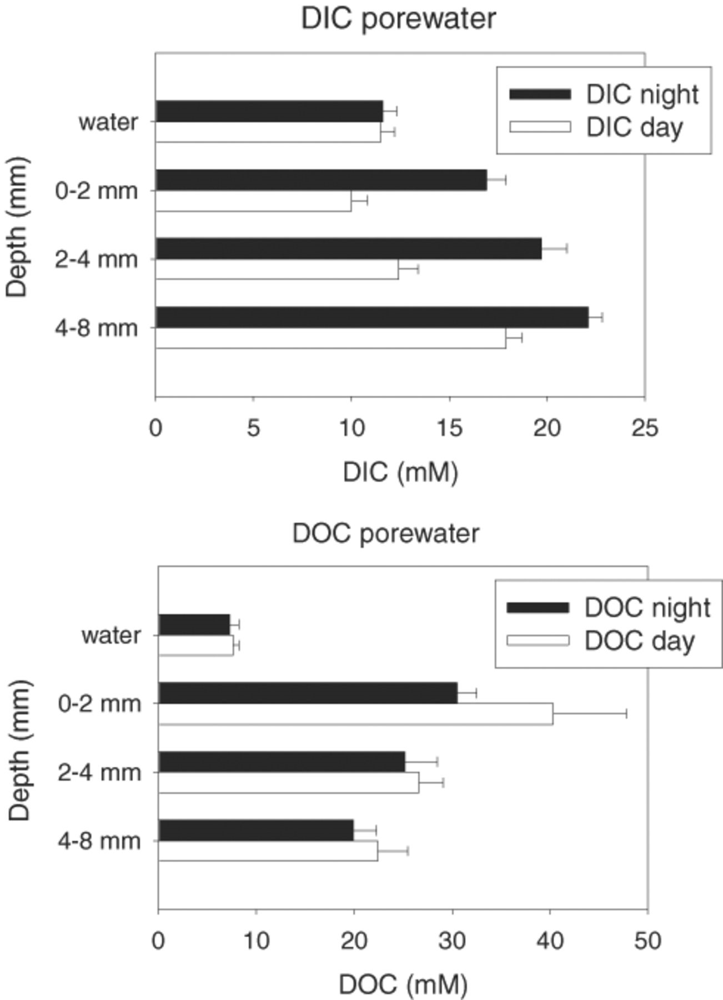 DIC porewater
DIC night
DIC day
water
0-2 mm
2-4 mm
4-8 mm
Depth (mm)
0 5 10 15 20 25
DIC (mM)
DOC porewater
DOC night
DOC day
water
0-2 mm
2-4 mm
4-8 mm
Depth (mm)
0 10 20 30 40 50
DOC (mM)